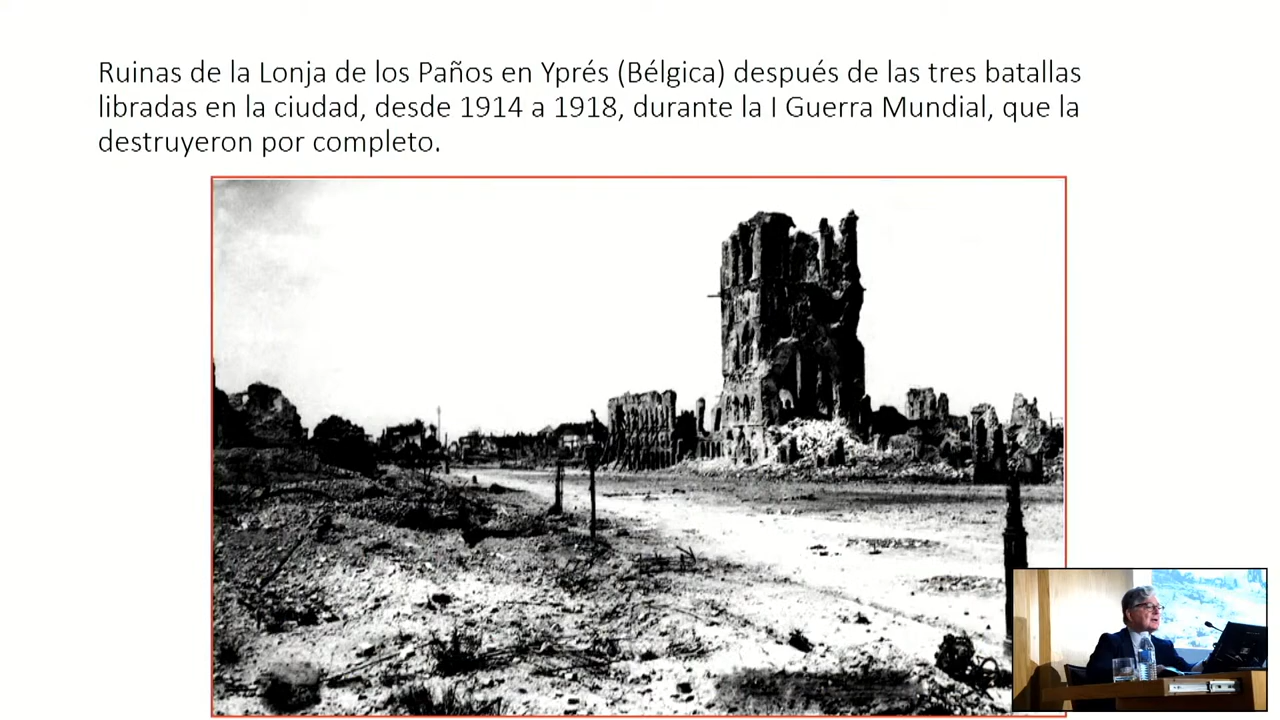 Ruinas de la Lonja de los Paños en Yprés (Bélgica) después de las tres batallas
libradas en la ciudad, desde 1914 a 1918, durante la I Guerra Mundial, que la
destruyeron por completo.